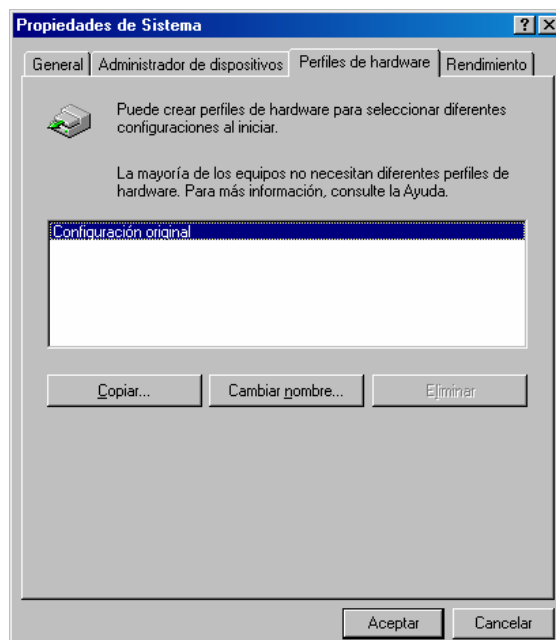 Propiedades de Sistema
General Administrador de dispositivos Perfiles de hardware Rendimiento
Puede crear perfiles de hardware para seleccionar diferentes
configuraciones al iniciar.
La mayoría de los equipos no necesitan diferentes perfiles de
hardware. Para más información, consulte la Ayuda.
Configuración original
Copiar... Cambiar nombre... Eliminar
Aceptar Cancelar